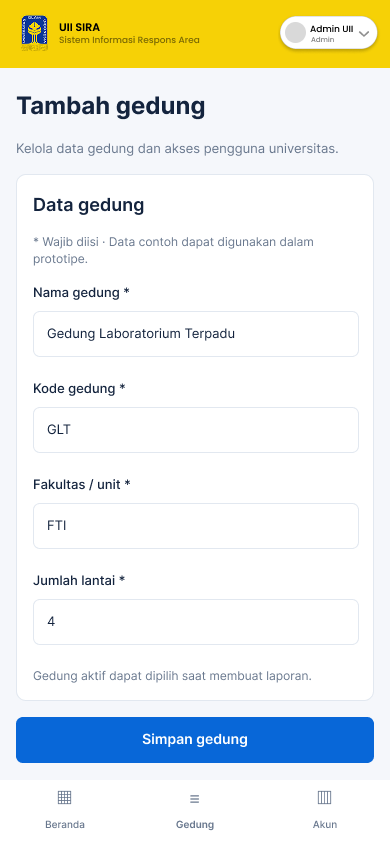 UII SIRA
Sistem Informasi Respons Area
Admin UII
Admin
Tambah gedung
Kelola data gedung dan akses pengguna universitas.
Data gedung
* Wajib diisi · Data contoh dapat digunakan dalam
prototipe.
Nama gedung *
Gedung Laboratorium Terpadu
Kode gedung *
GLT
Fakultas / unit *
FTI
Jumlah lantai *
4
Gedung aktif dapat dipilih saat membuat laporan.
Simpan gedung
Beranda
Gedung
Akun